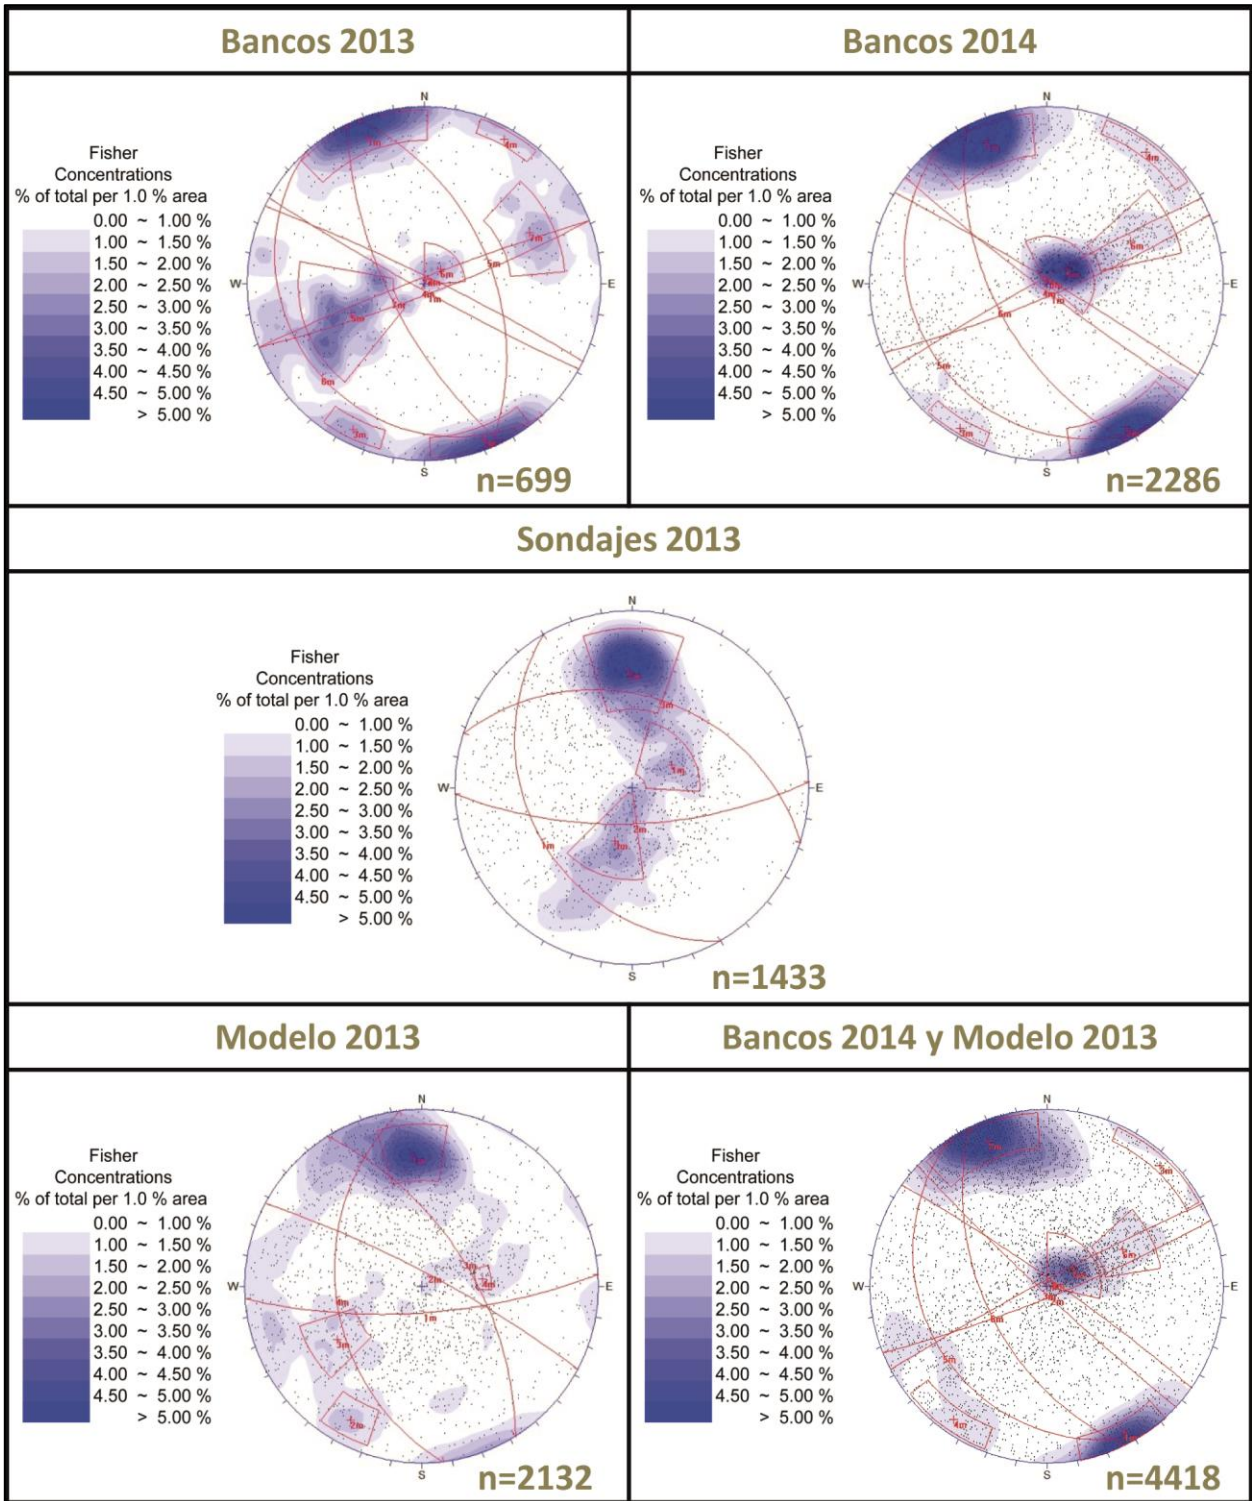 Bancos 2013
Bancos 2014
Fisher
Concentrations
% of total per 1.0 % area
0.00 ~ 1.00 %
1.00 ~ 1.50 %
1.50 ~ 2.00 %
2.00 ~ 2.50 %
2.50 ~ 3.00 %
3.00 ~ 3.50 %
3.50 ~ 4.00 %
4.00 ~ 4.50 %
4.50 ~ 5.00 %
> 5.00 %
N
W
E
S
n=699
Fisher
Concentrations
% of total per 1.0 % area
0.00 ~ 1.00 %
1.00 ~ 1.50 %
1.50 ~ 2.00 %
2.00 ~ 2.50 %
2.50 ~ 3.00 %
3.00 ~ 3.50 %
3.50 ~ 4.00 %
4.00 ~ 4.50 %
4.50 ~ 5.00 %
> 5.00 %
N
W
E
S
n=2286
Sondajes 2013
Fisher
Concentrations
% of total per 1.0 % area
0.00 ~ 1.00 %
1.00 ~ 1.50 %
1.50 ~ 2.00 %
2.00 ~ 2.50 %
2.50 ~ 3.00 %
3.00 ~ 3.50 %
3.50 ~ 4.00 %
4.00 ~ 4.50 %
4.50 ~ 5.00 %
> 5.00 %
N
W
E
1m
2m
S
n=1433
Modelo 2013
Bancos 2014 y Modelo 2013
Fisher
Concentrations
% of total per 1.0 % area
0.00 ~ 1.00 %
1.00 ~ 1.50 %
1.50 ~ 2.00 %
2.00 ~ 2.50 %
2.50 ~ 3.00 %
3.00 ~ 3.50 %
3.50 ~ 4.00 %
4.00 ~ 4.50 %
4.50 ~ 5.00 %
> 5.00 %
N
W
E
1m
S
n=2132
Fisher
Concentrations
% of total per 1.0 % area
0.00 ~ 1.00 %
1.00 ~ 1.50 %
1.50 ~ 2.00 %
2.00 ~ 2.50 %
2.50 ~ 3.00 %
3.00 ~ 3.50 %
3.50 ~ 4.00 %
4.00 ~ 4.50 %
4.50 ~ 5.00 %
> 5.00 %
N
W
E
S
n=4418